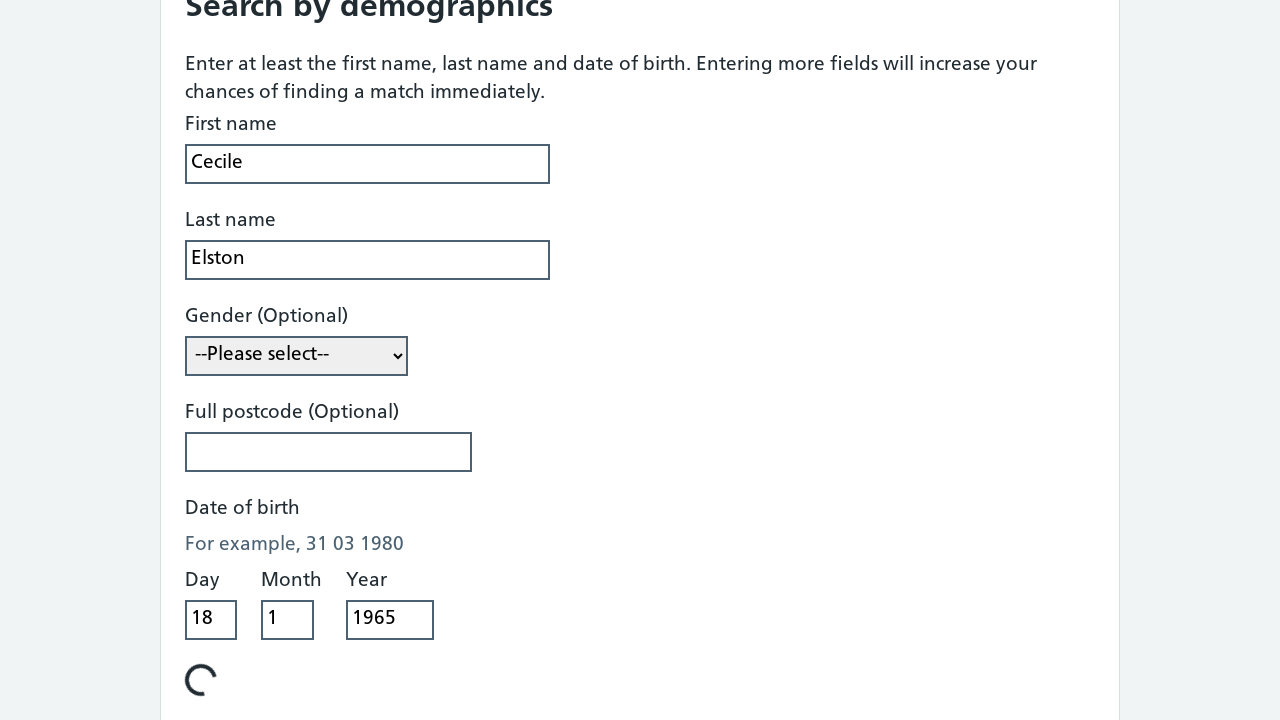 Search by demographics
Enter at least the first name, last name and date of birth. Entering more fields will increase your
chances of finding a match immediately.
First name
Cecile
Last name
Elston
Gender (Optional)
--Please select--
Full postcode (Optional)
Date of birth
For example, 31 03 1980
Day Month Year
18 1 1965